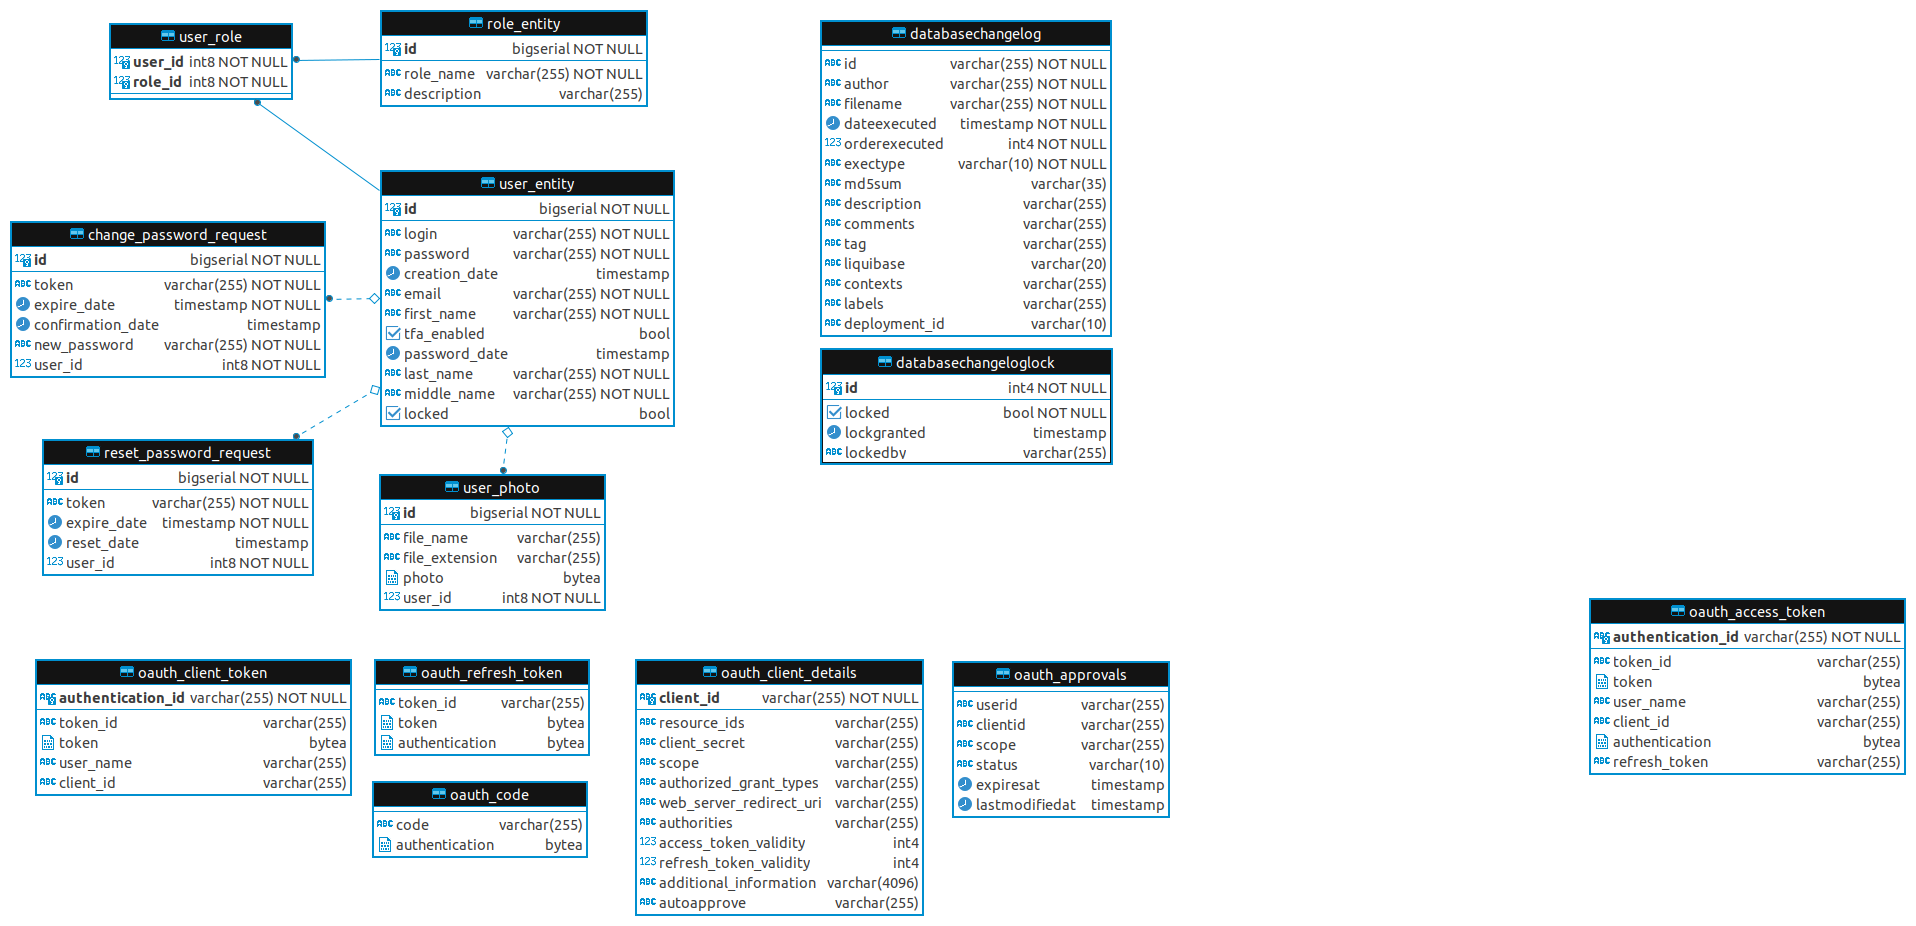 user_role
user_id int8 NOT NULL
role_id int8 NOT NULL
role_entity
id bigserial NOT NULL
role_name varchar(255) NOT NULL
description varchar(255)
databasechangelog
id varchar(255) NOT NULL
author varchar(255) NOT NULL
filename varchar(255) NOT NULL
dateexecuted timestamp NOT NULL
orderexecuted int4 NOT NULL
exectype varchar(10) NOT NULL
md5sum varchar(35)
description varchar(255)
comments varchar(255)
tag varchar(255)
liquibase varchar(20)
contexts varchar(255)
labels varchar(255)
deployment_id varchar(10)
user_entity
id bigserial NOT NULL
login varchar(255) NOT NULL
password varchar(255) NOT NULL
creation_date timestamp
email varchar(255) NOT NULL
first_name varchar(255) NOT NULL
tfa_enabled bool
password_date timestamp
last_name varchar(255) NOT NULL
middle_name varchar(255) NOT NULL
locked bool
change_password_request
id bigserial NOT NULL
token varchar(255) NOT NULL
expire_date timestamp NOT NULL
confirmation_date timestamp
new_password varchar(255) NOT NULL
user_id int8 NOT NULL
databasechangeloglock
id int4 NOT NULL
locked bool NOT NULL
lockgranted timestamp
lockedby varchar(255)
reset_password_request
id bigserial NOT NULL
token varchar(255) NOT NULL
expire_date timestamp NOT NULL
reset_date timestamp
user_id int8 NOT NULL
user_photo
id bigserial NOT NULL
file_name varchar(255)
file_extension varchar(255)
photo bytea
user_id int8 NOT NULL
oauth_access_token
authentication_id varchar(255) NOT NULL
token_id varchar(255)
token bytea
user_name varchar(255)
client_id varchar(255)
authentication bytea
refresh_token varchar(255)
oauth_client_token
authentication_id varchar(255) NOT NULL
token_id varchar(255)
token bytea
user_name varchar(255)
client_id varchar(255)
oauth_refresh_token
token_id varchar(255)
token bytea
authentication bytea
oauth_code
code varchar(255)
authentication bytea
oauth_client_details
client_id varchar(255) NOT NULL
resource_ids varchar(255)
client_secret varchar(255)
scope varchar(255)
authorized_grant_types varchar(255)
web_server_redirect_uri varchar(255)
authorities varchar(255)
access_token_validity int4
refresh_token_validity int4
additional_information varchar(4096)
autoapprove varchar(255)
oauth_approvals
userid varchar(255)
clientid varchar(255)
scope varchar(255)
status varchar(10)
expiresat timestamp
lastmodifiedat timestamp